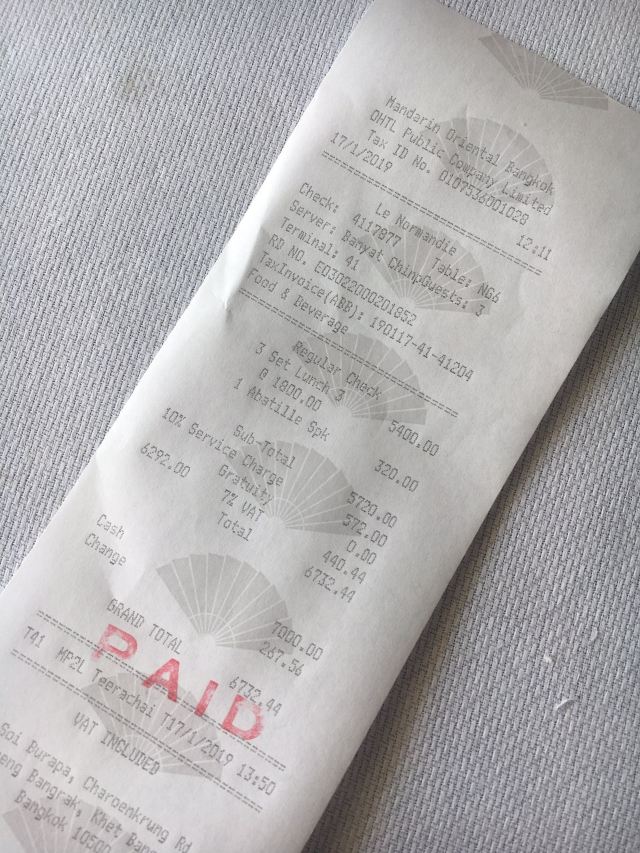 Mandarin Oriental Bangkok
OHTL Public Company Limited
Tax ID No. 0107536001028
17/1/2019 12:11
Le Normandie
Check: 4117877 Table: NG6
Server: Banyat ChinpGuests: 3
Terminal: 41
RD NO. E03022000201852
TaxInvoice(ABB): 190117-41-41204
Food & Beverage
Regular Check
3 Set Lunch 3
@ 1800.00 5400.00
1 Abatille Spk 320.00
Sub-Total 5720.00
10% Service Charge 572.00
Gratuity 0.00
6292.00 7% VAT 440.44
Total 6732.44
Cash 7000.00
Change 267.56
GRAND TOTAL 6732.44
PAID
T41 MP2L Teerachai T17/1/2019 13:50
VAT INCLUDED
Soi Burapa, Charoenkrung Rd
Bangrak, Khet
Bangkok 10500